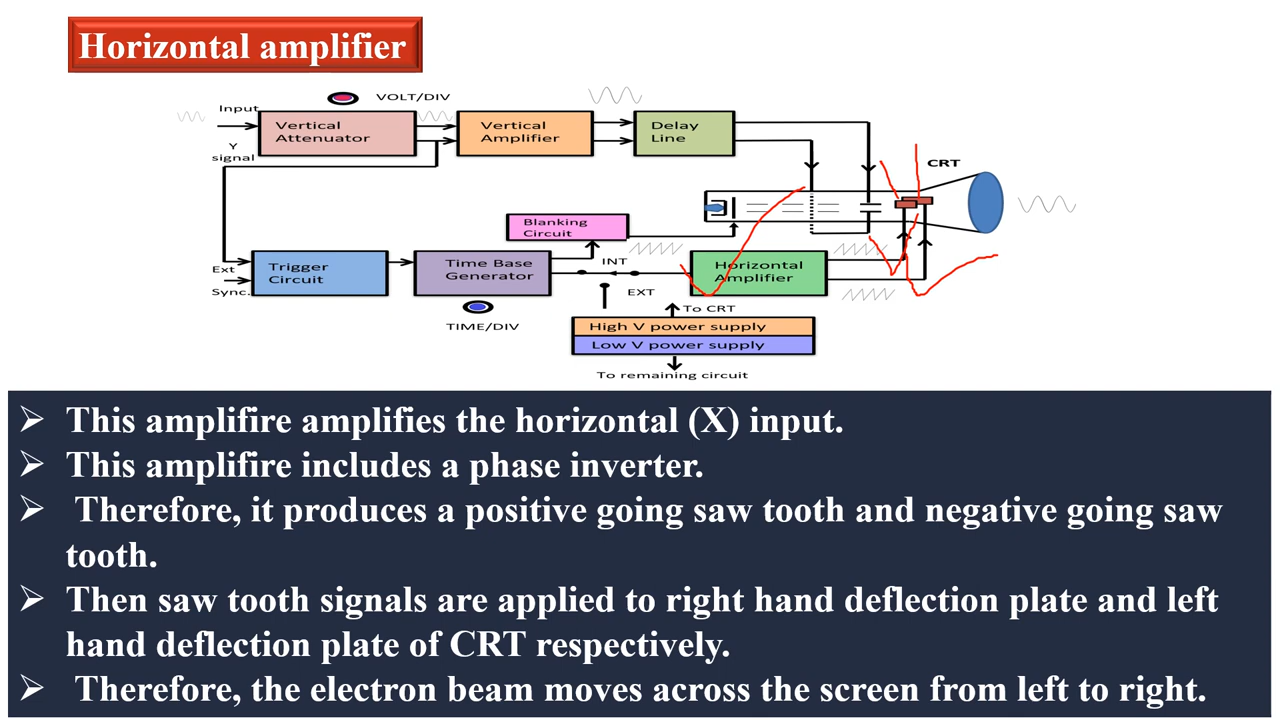 Horizontal amplifier
VOLT/DIV
Input
Vertical
Attenuator
Vertical
Amplifier
Delay
Line
Y
signal
CRT
Blanking
Circuit
Ext
Sync.
Trigger
Circuit
Time Base
Generator
INT
EXT
Horizontal
Amplifier
TIME/DIV
To CRT
High V power supply
Low V power supply
To remaining circuit
➢ This amplifire amplifies the horizontal (X) input.
➢ This amplifire includes a phase inverter.
➢ Therefore, it produces a positive going saw tooth and negative going saw
tooth.
➢ Then saw tooth signals are applied to right hand deflection plate and left
hand deflection plate of CRT respectively.
➢ Therefore, the electron beam moves across the screen from left to right.